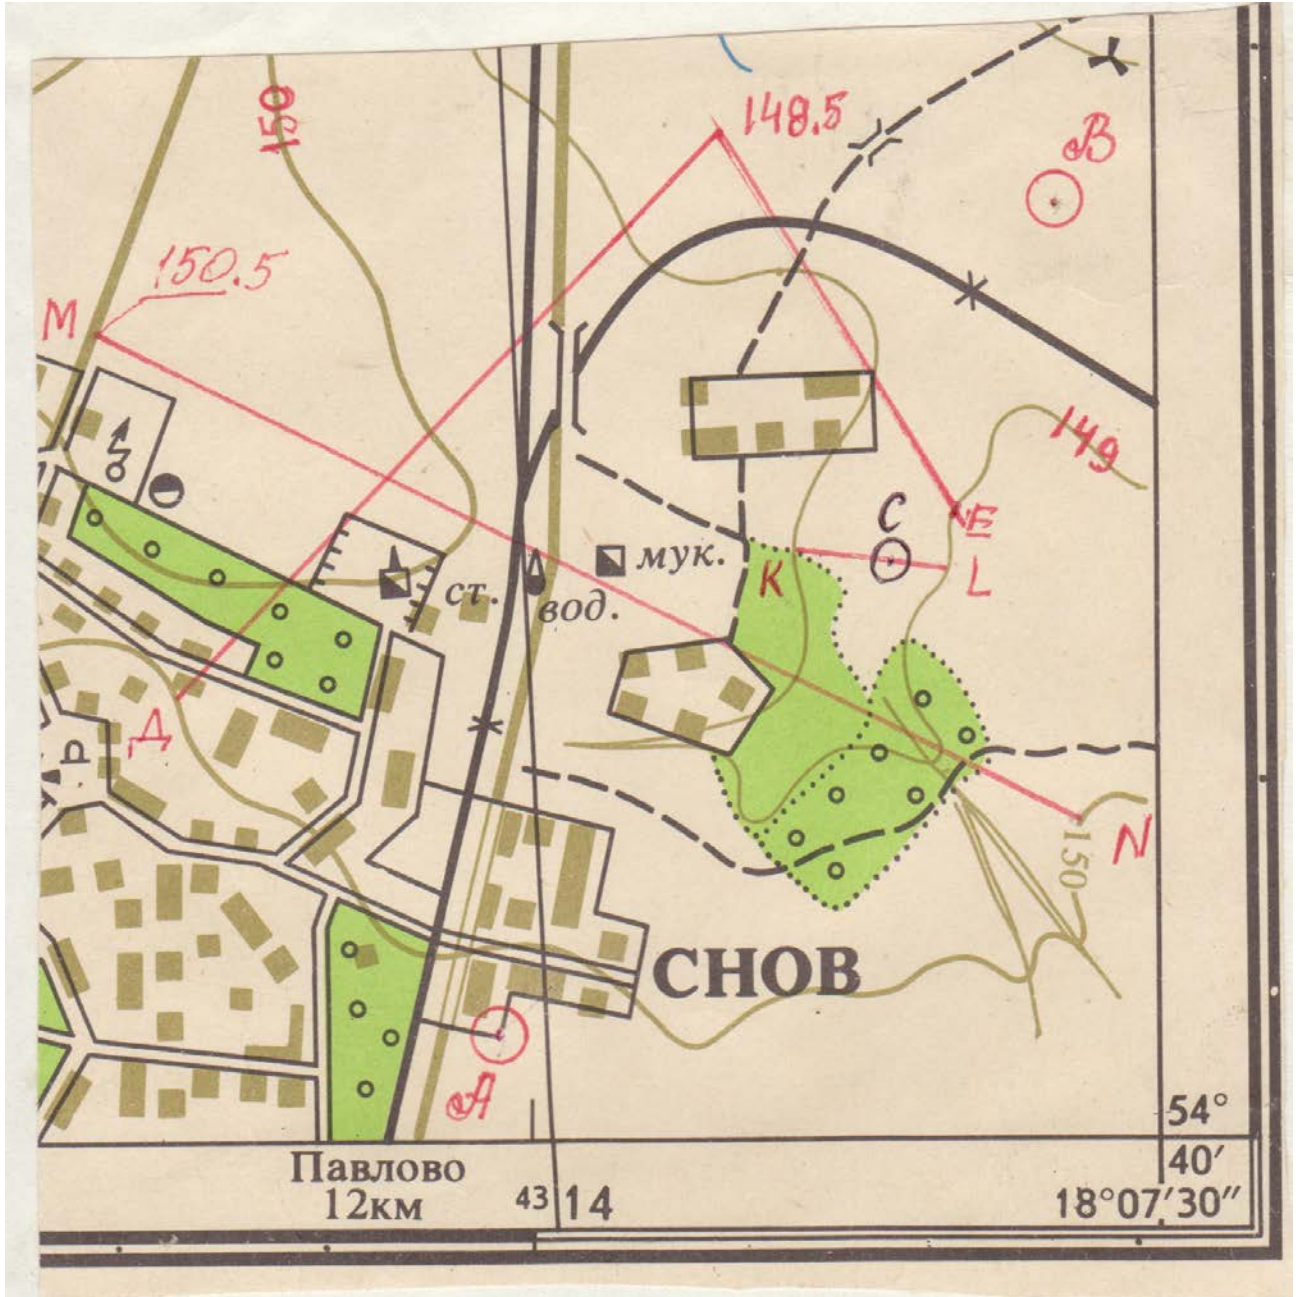 148.5
150
В
150.5
М
149
С
Е
ст.
вод.
мук.
К
L
Д
Р
N
150
СНОВ
А
54°
40′
Павлово
12км
43 14
18°07′30″